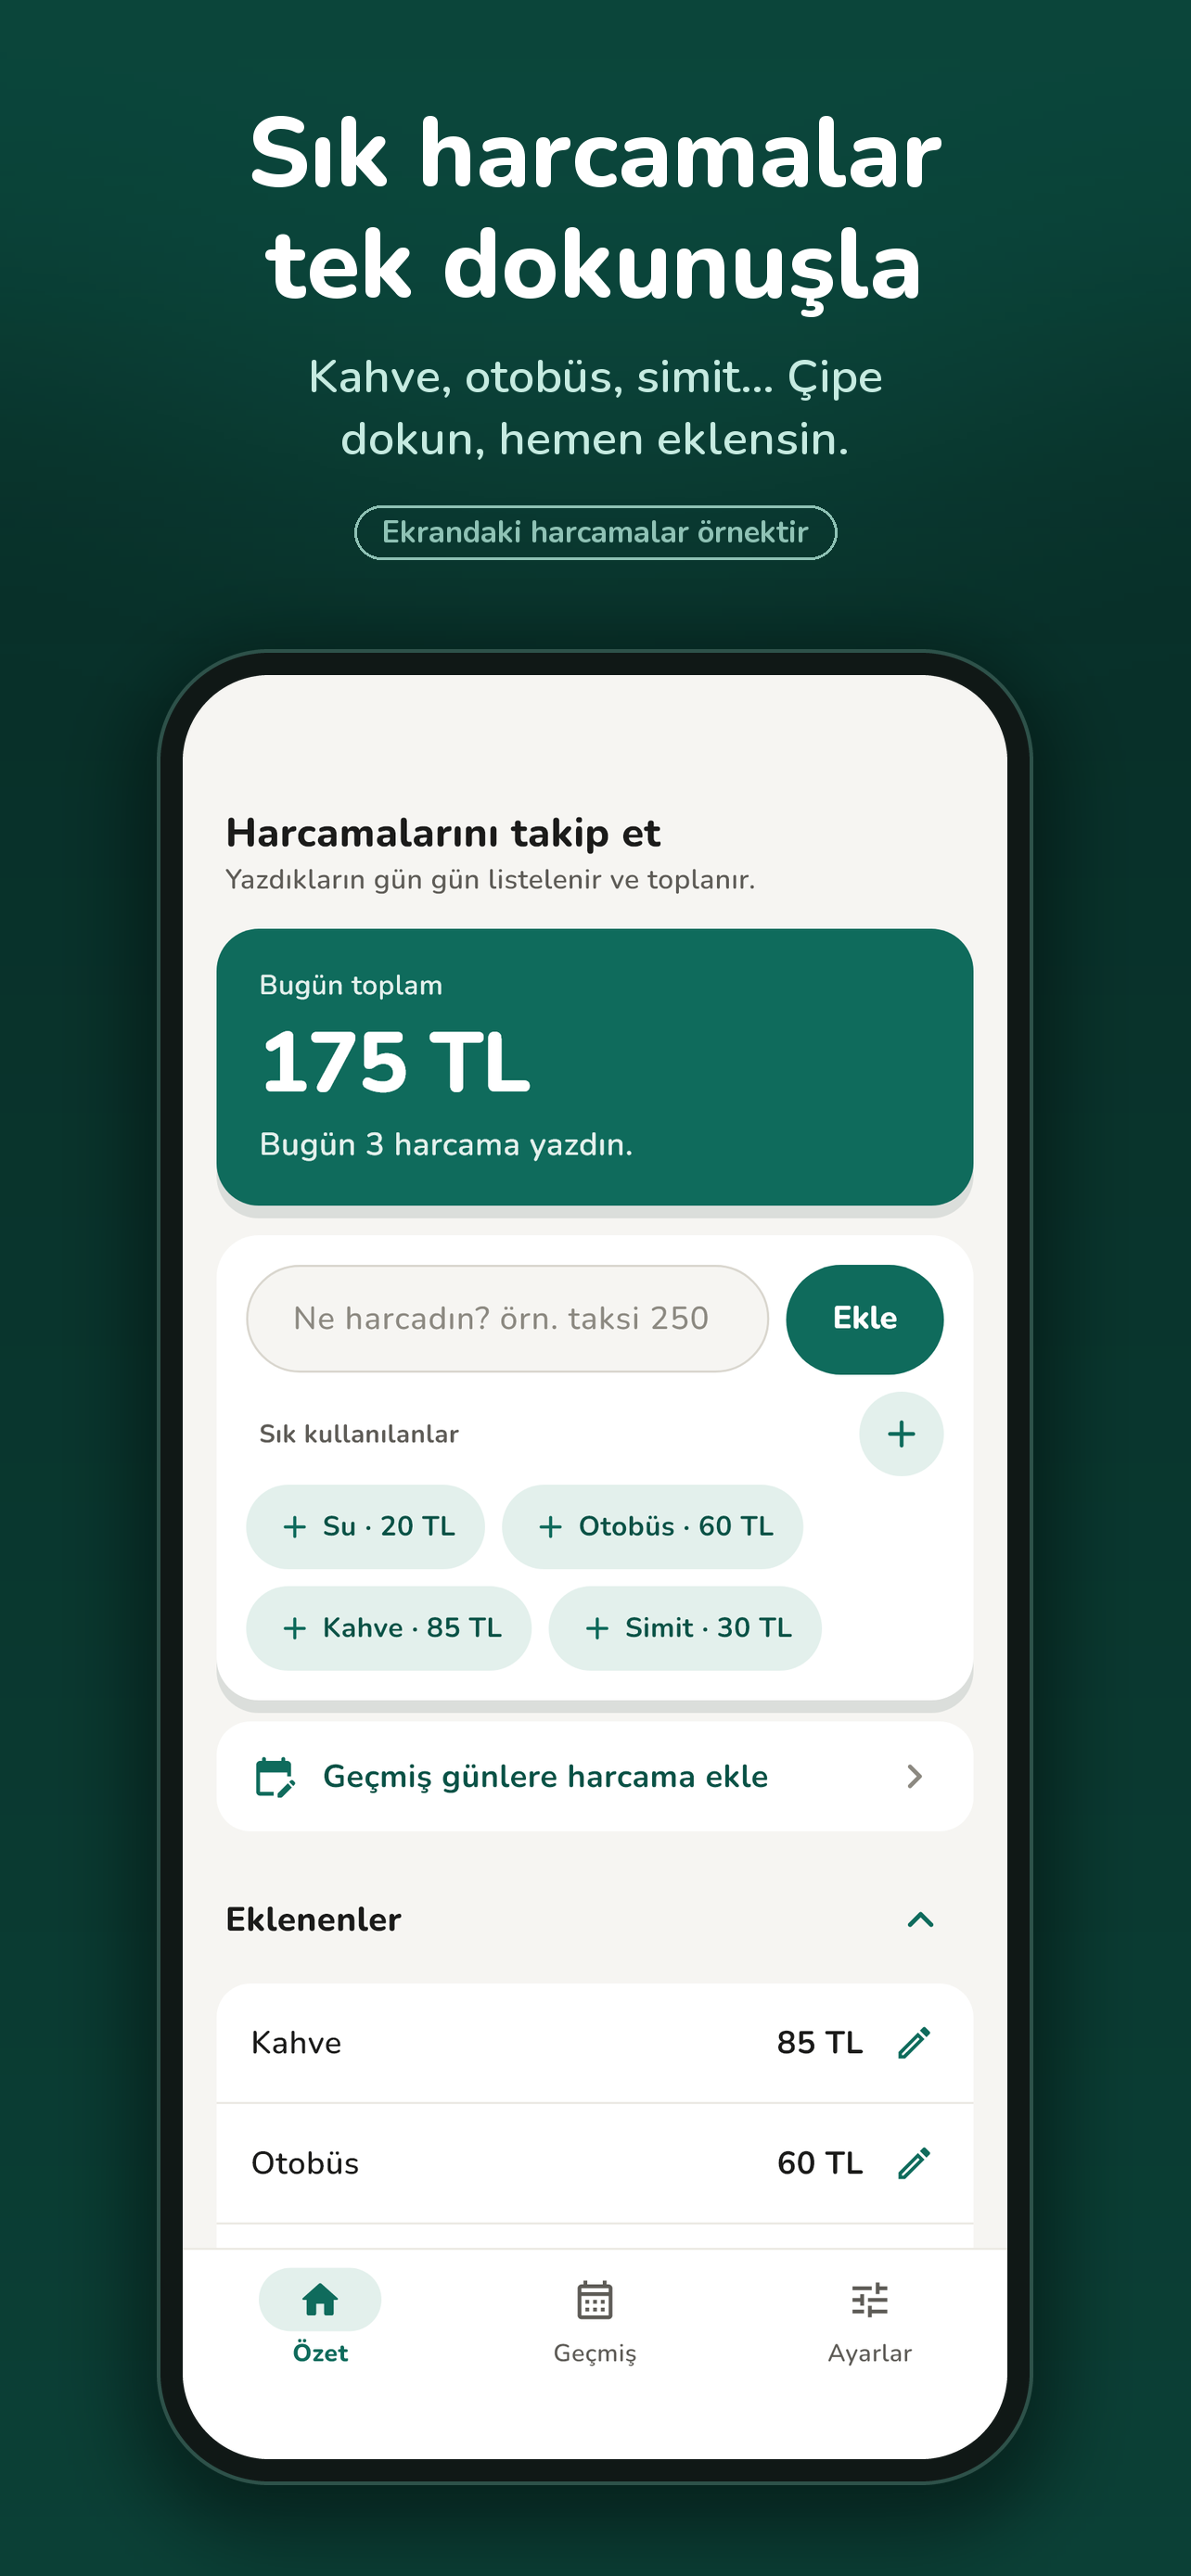 Sık harcamalar
tek dokunuşla
Kahve, otobüs, simit... Çipe
dokun, hemen eklensin.
Ekrandaki harcamalar örnektir
Harcamalarını takip et
Yazdıkların gün gün listelenir ve toplanır.
Bugün toplam
175 TL
Bugün 3 harcama yazdın.
Ne harcadın? örn. taksi 250
Ekle
Sık kullanılanlar
+ Su · 20 TL
+ Otobüs · 60 TL
+ Kahve · 85 TL
+ Simit · 30 TL
Geçmiş günlere harcama ekle
Eklenenler
Kahve 85 TL
Otobüs 60 TL
Özet
Geçmiş
Ayarlar